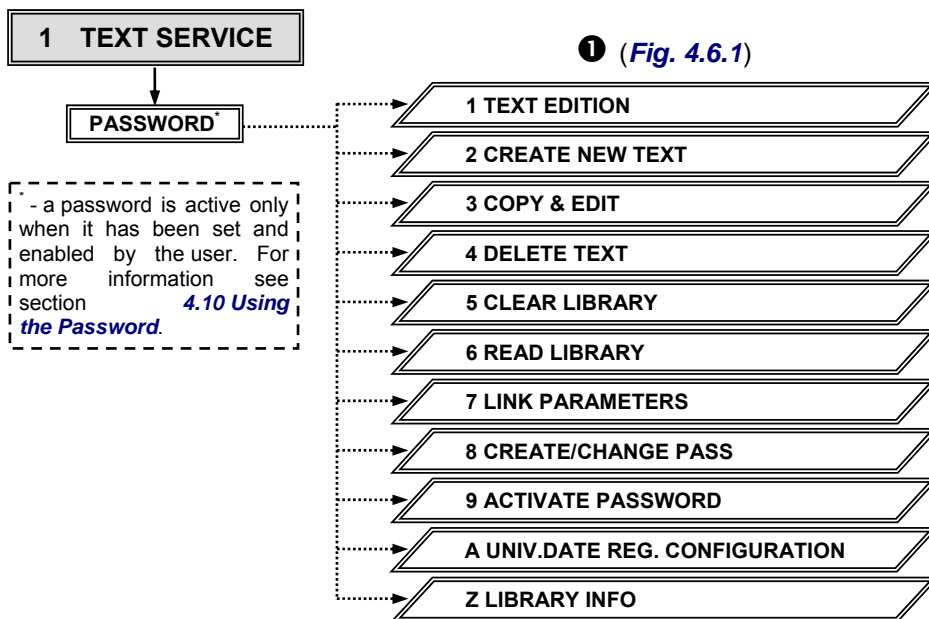 1 TEXT SERVICE
❶ (Fig. 4.6.1)
PASSWORD*
* - a password is active only
when it has been set and
enabled by the user. For
more information see
section 4.10 Using
the Password.
1 TEXT EDITION
2 CREATE NEW TEXT
3 COPY & EDIT
4 DELETE TEXT
5 CLEAR LIBRARY
6 READ LIBRARY
7 LINK PARAMETERS
8 CREATE/CHANGE PASS
9 ACTIVATE PASSWORD
A UNIV.DATE REG. CONFIGURATION
Z LIBRARY INFO